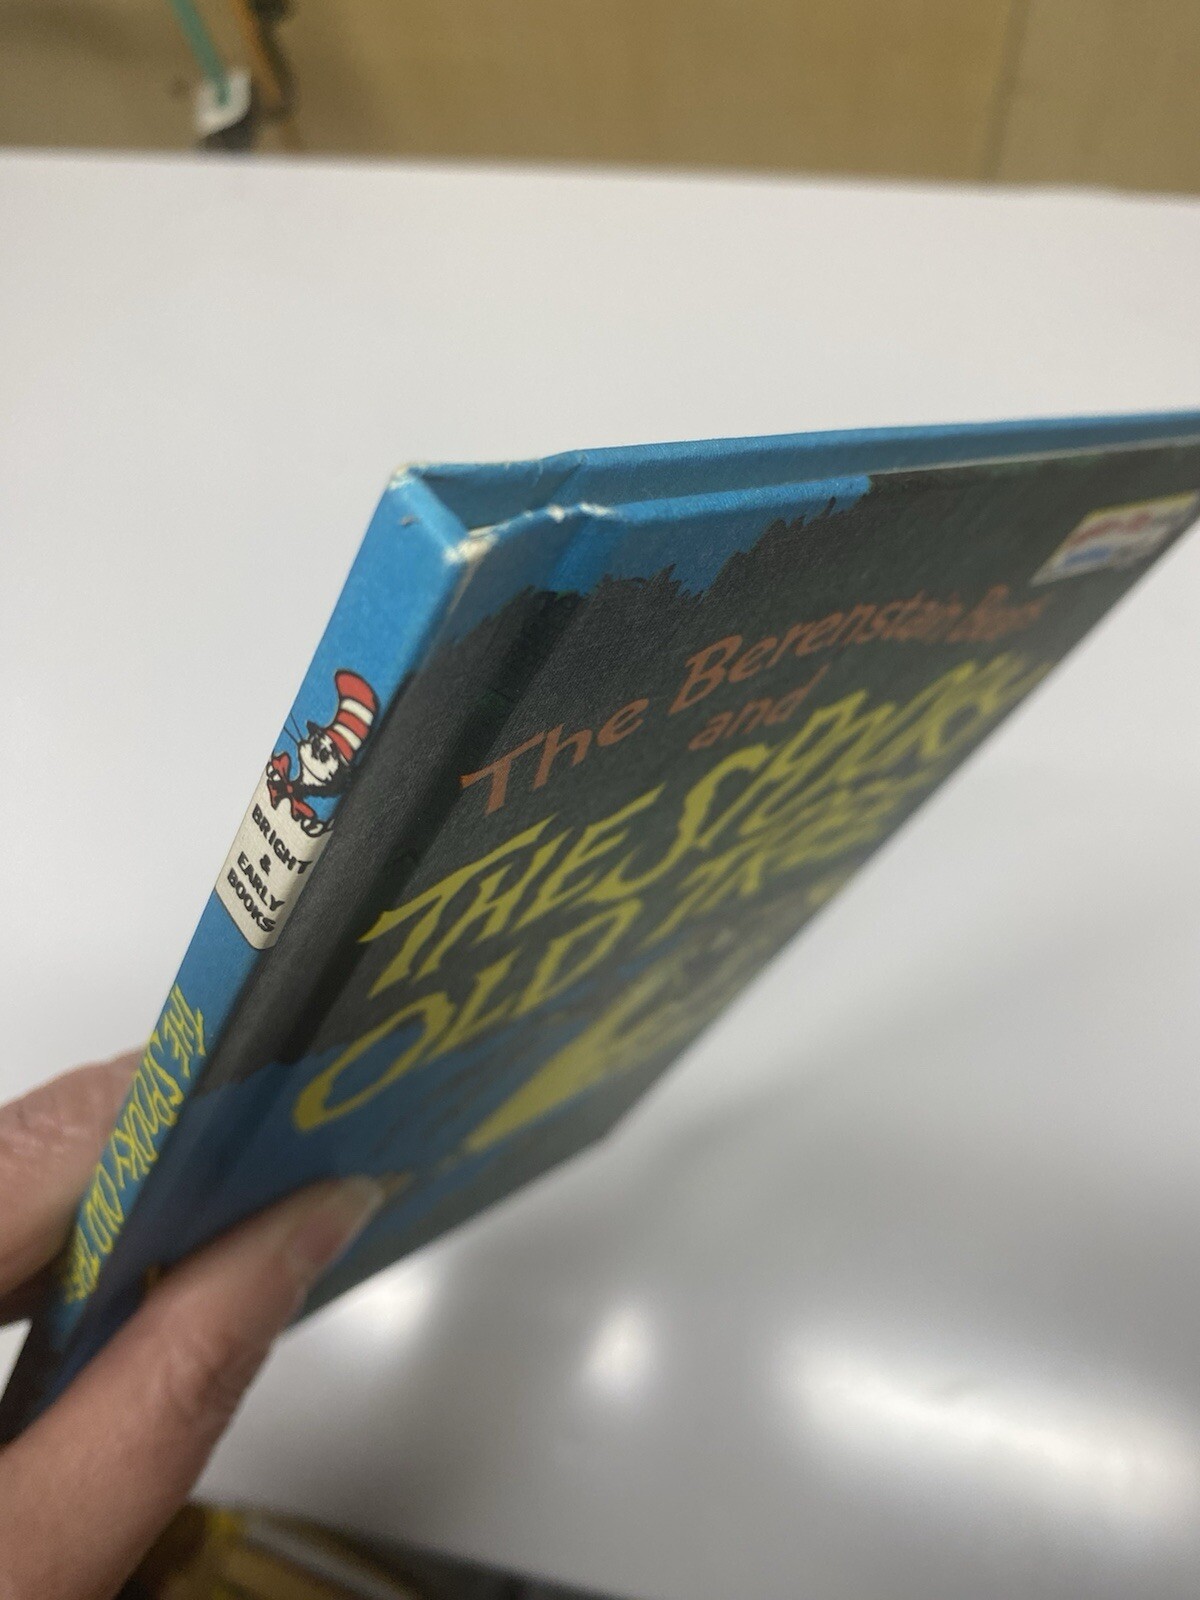 The Berenstain Bears
and
THE SPOOKY
OLD TREE
BRIGHT
&
EARLY
BOOKS
THE SPOOKY OLD TREE